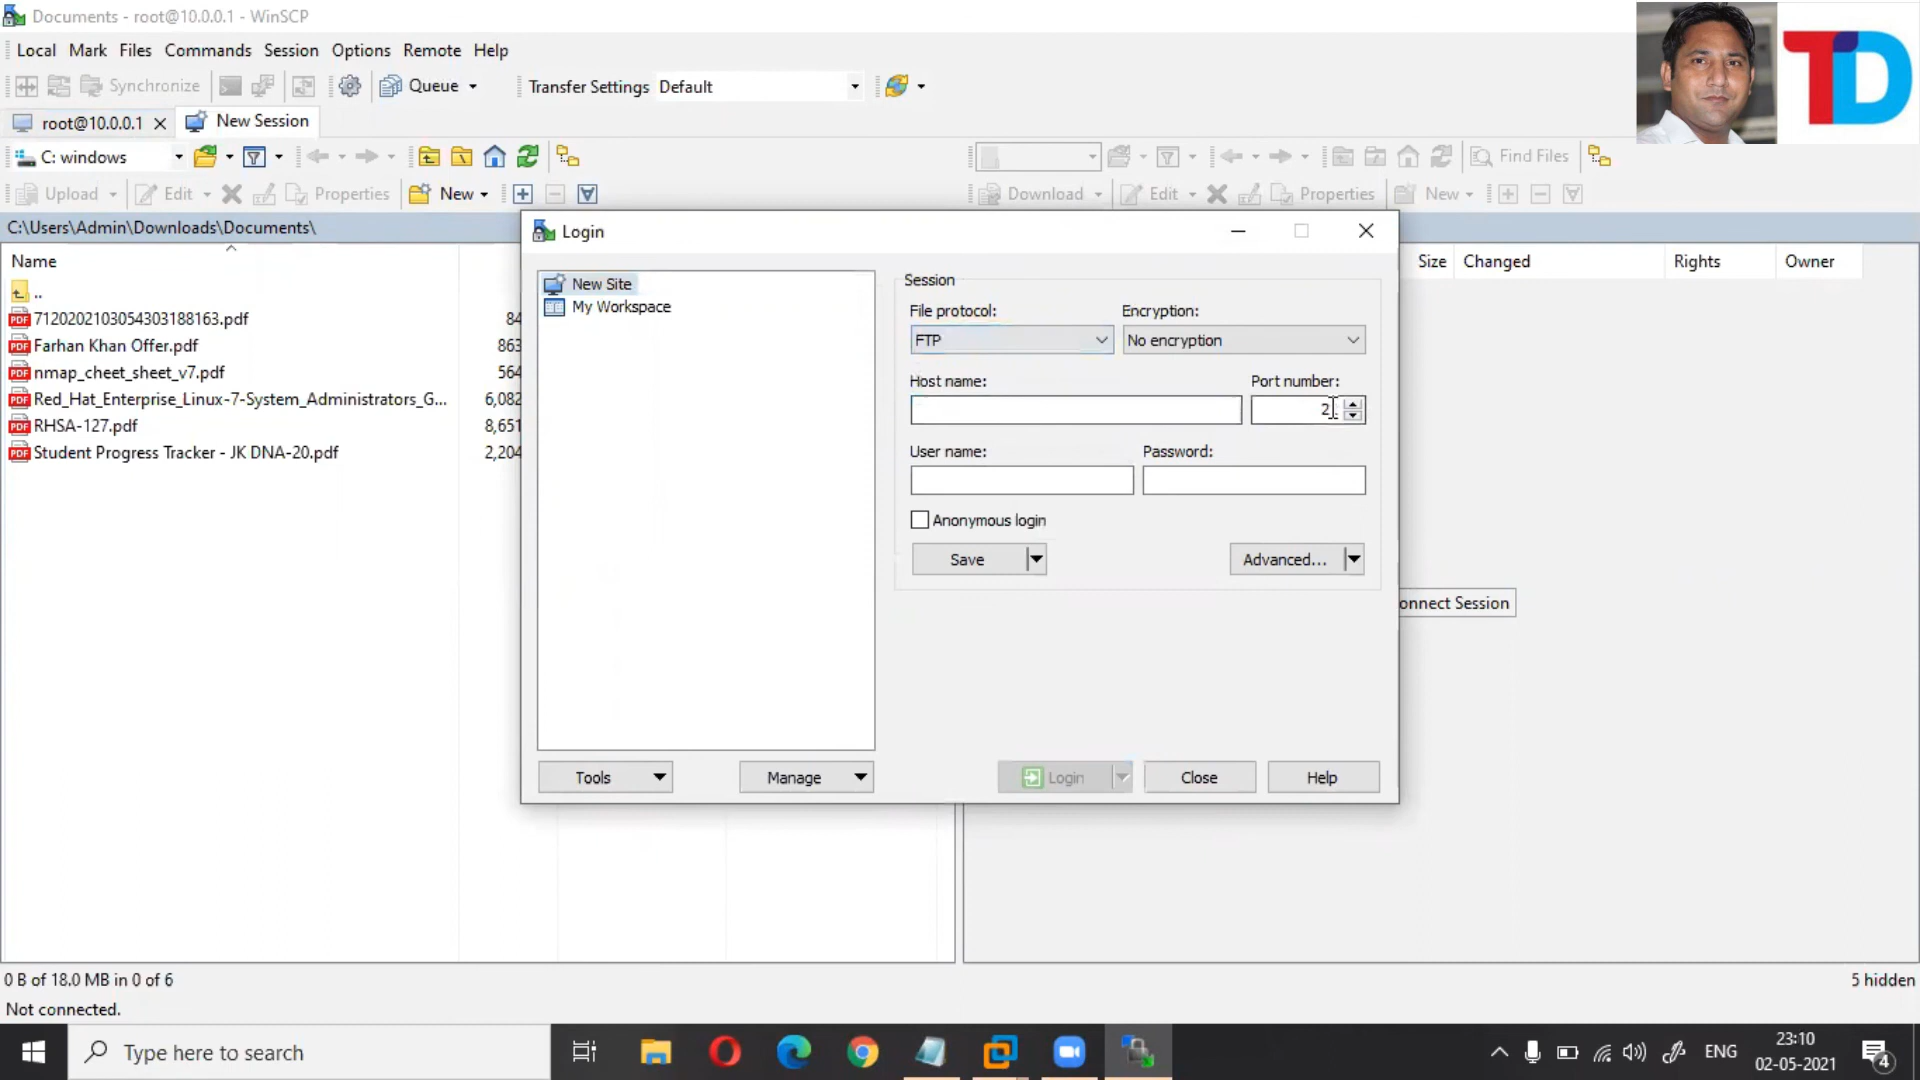 Documents - root@10.0.0.1 - WinSCP
Local Mark Files Commands Session Options Remote Help
Synchronize Queue Transfer Settings Default
root@10.0.0.1 New Session
TD
C: windows Find Files
Upload Edit Properties New Download Edit Properties New
C:\Users\Admin\Downloads\Documents\
Name Size Changed Rights Owner
..
7120202103054303188163.pdf 84
Farhan Khan Offer.pdf 863
nmap_cheet_sheet_v7.pdf 564
Red_Hat_Enterprise_Linux-7-System_Administrators_G... 6,082
RHSA-127.pdf 8,651
Student Progress Tracker - JK DNA-20.pdf 2,204
Login
New Site
My Workspace
Session
File protocol: Encryption:
FTP No encryption
Host name: Port number:
2
User name: Password:
Anonymous login
Save Advanced...
onnect Session
Tools Manage Login Close Help
0 B of 18.0 MB in 0 of 6 5 hidden
Not connected.
Type here to search ENG 23:10
02-05-2021
4